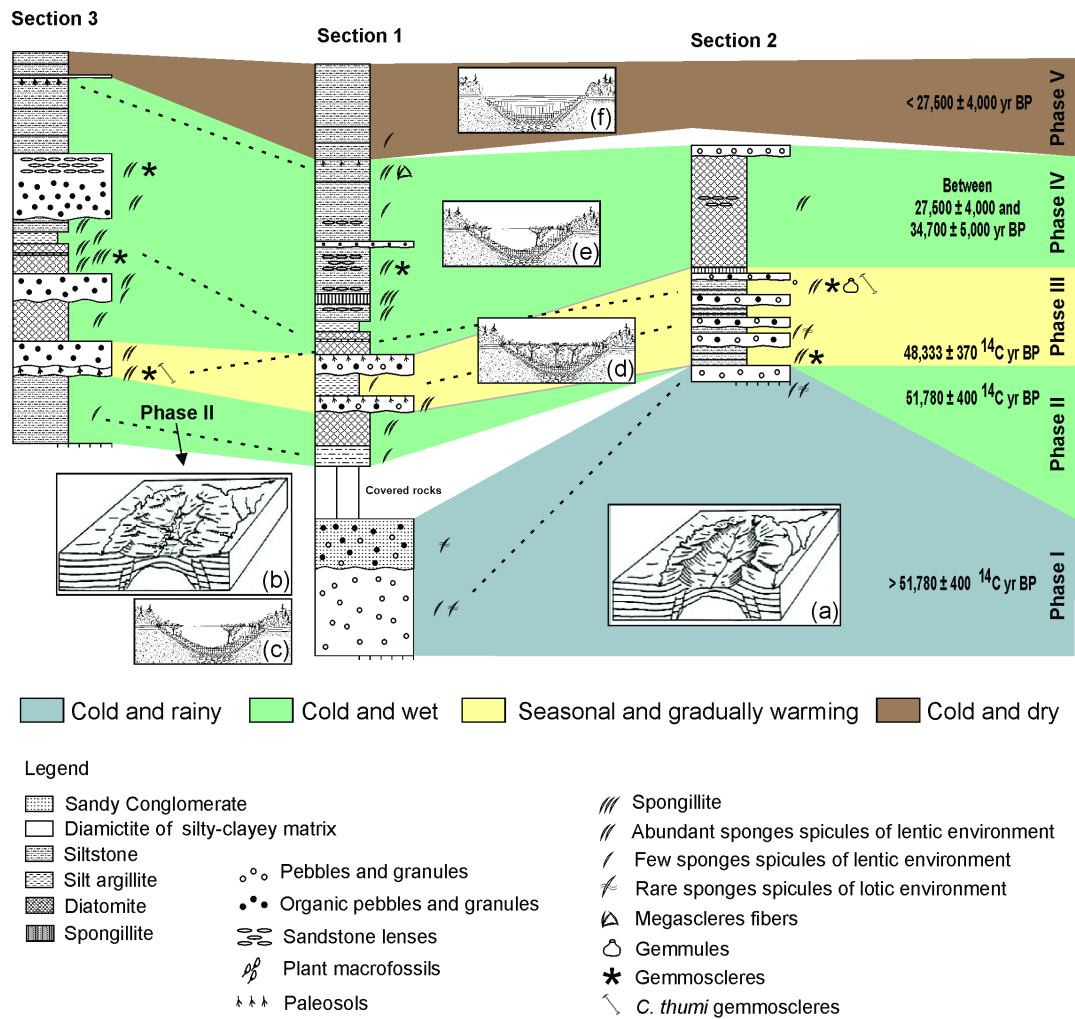 Section 3
Section 1
Section 2
(f)
< 27,500 ± 4,000 yr BP
Phase V
(e)
Between
27,500 ± 4,000 and
34,700 ± 5,000 yr BP
Phase IV
(d)
48,333 ± 370 14C yr BP
Phase III
51,780 ± 400 14C yr BP
Phase II
Phase II
(b)
(c)
Covered rocks
(a)
> 51,780 ± 400 14C yr BP
Phase I
Cold and rainy
Cold and wet
Seasonal and gradually warming
Cold and dry
Legend
Sandy Conglomerate
Diamictite of silty-clayey matrix
Siltstone
Silt argillite
Diatomite
Spongillite
Pebbles and granules
Organic pebbles and granules
Sandstone lenses
Plant macrofossils
Paleosols
Spongillite
Abundant sponges spicules of lentic environment
Few sponges spicules of lentic environment
Rare sponges spicules of lotic environment
Megascleres fibers
Gemmules
Gemmoscleres
C. thumi gemmoscleres